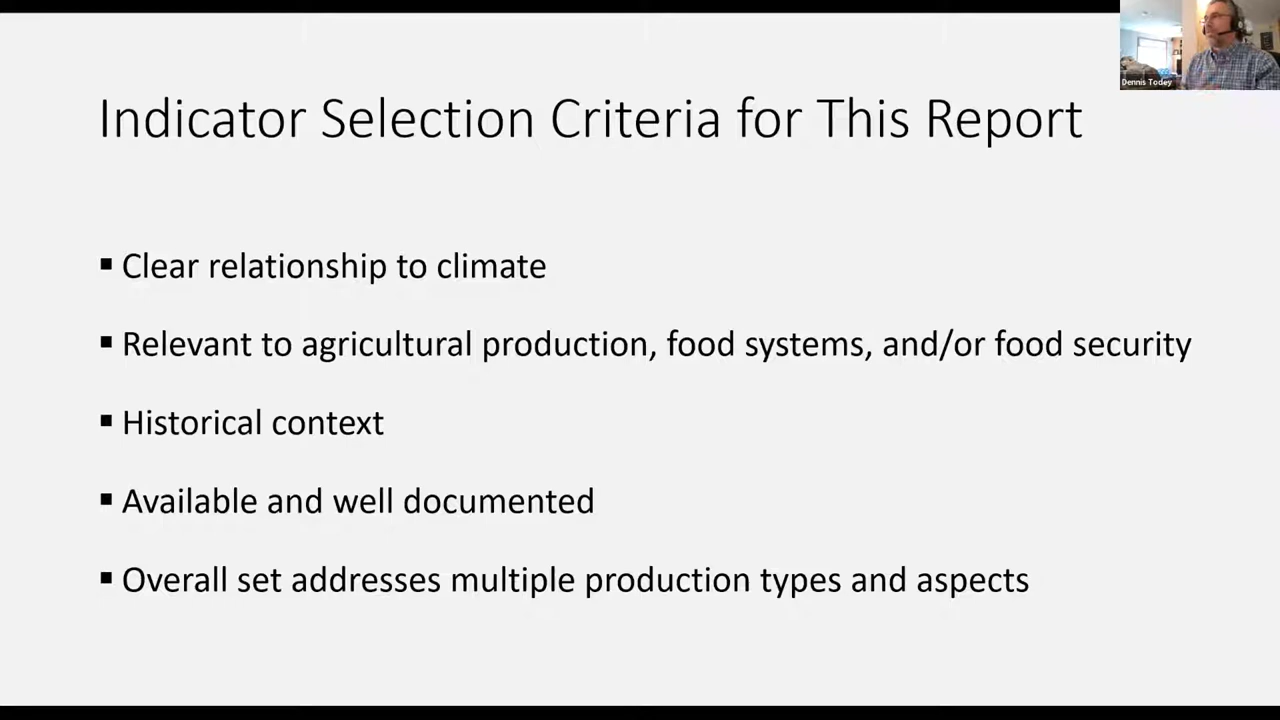 Indicator Selection Criteria for This Report
Dennis Todey
▪ Clear relationship to climate
▪ Relevant to agricultural production, food systems, and/or food security
▪ Historical context
▪ Available and well documented
▪ Overall set addresses multiple production types and aspects